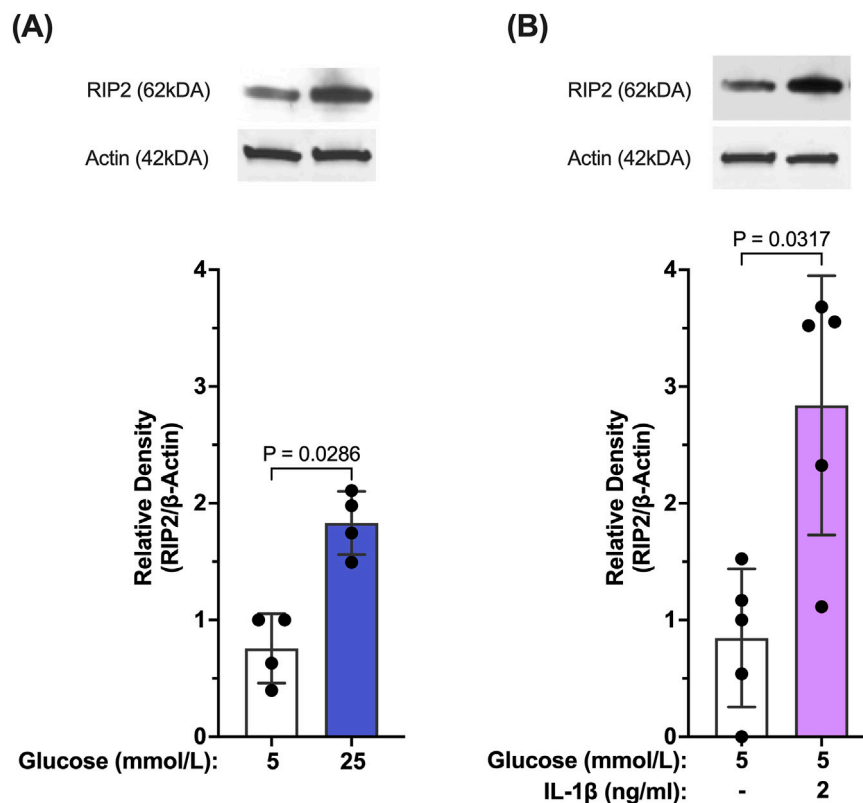 (A)
RIP2 (62kDA)
Actin (42kDA)
P = 0.0286
4
3
2
1
0
Relative Density
(RIP2/β-Actin)
Glucose (mmol/L): 5 25
(B)
RIP2 (62kDA)
Actin (42kDA)
P = 0.0317
4
3
2
1
0
Relative Density
(RIP2/β-Actin)
Glucose (mmol/L): 5 5
IL-1β (ng/ml): - 2